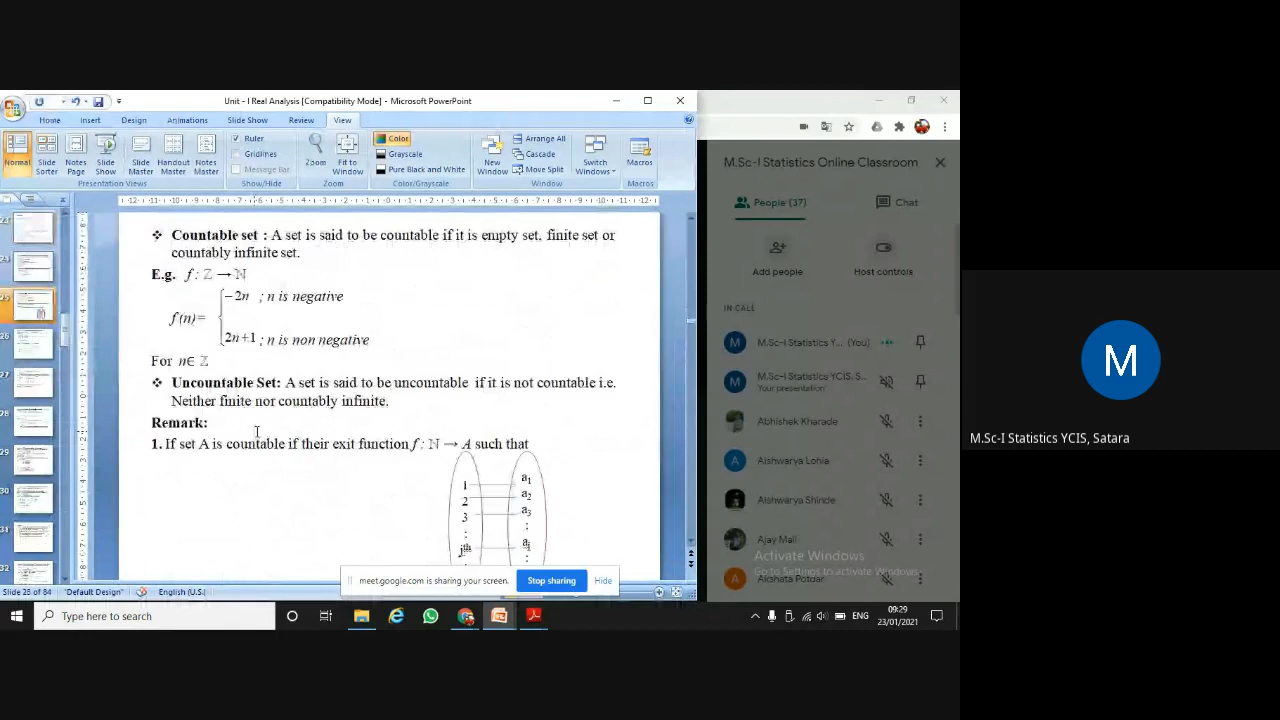 Unit - I Real Analysis [Compatibility Mode] - Microsoft PowerPoint
Home Insert Design Animations Slide Show Review View
Normal Slide Sorter Notes Page Slide Show Slide Master Handout Master Notes Master
Presentation Views
Ruler
Gridlines
Message Bar
Show/Hide
Zoom Fit to Window
Zoom
Color
Grayscale
Pure Black and White
Color/Grayscale
New Window
Arrange All
Cascade
Move Split
Switch Windows
Window
Macros
Macros
❖ Countable set : A set is said to be countable if it is empty set, finite set or
countably infinite set.
E.g. f : ℤ → ℕ
−2n ; n is negative
f(n)=
2n+1 ; n is non negative
For n∈ ℤ
❖ Uncountable Set: A set is said to be uncountable if it is not countable i.e.
Neither finite nor countably infinite.
Remark:
1. If set A is countable if their exit function f : ℕ → A such that
1 a1
2 a2
3 a3
: :
26
27
28
29
30
31
32
meet.google.com is sharing your screen. Stop sharing Hide
Slide 25 of 84 "Default Design" English (U.S.)
M.Sc-I Statistics Online Classroom
People (37) Chat
Add people Host controls
IN CALL
M.Sc-I Statistics Y... (You)
M.Sc-I Statistics YCIS, S...
Your presentation
Abhishek Kharade
Aishwarya Lohia
Aishwarya Shinde
Ajay Mali
Akshata Potdar
Activate Windows
Go to Settings to activate Windows.
M
M.Sc-I Statistics YCIS, Satara
Type here to search
ENG
09:29
23/01/2021